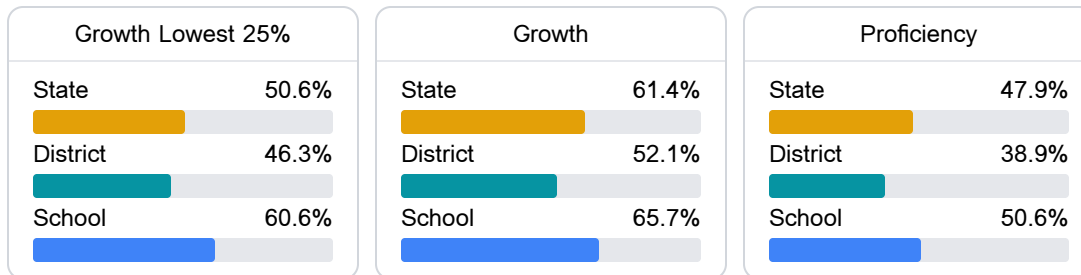 Growth Lowest 25%
State 50.6%
District 46.3%
School 60.6%
Growth
State 61.4%
District 52.1%
School 65.7%
Proficiency
State 47.9%
District 38.9%
School 50.6%